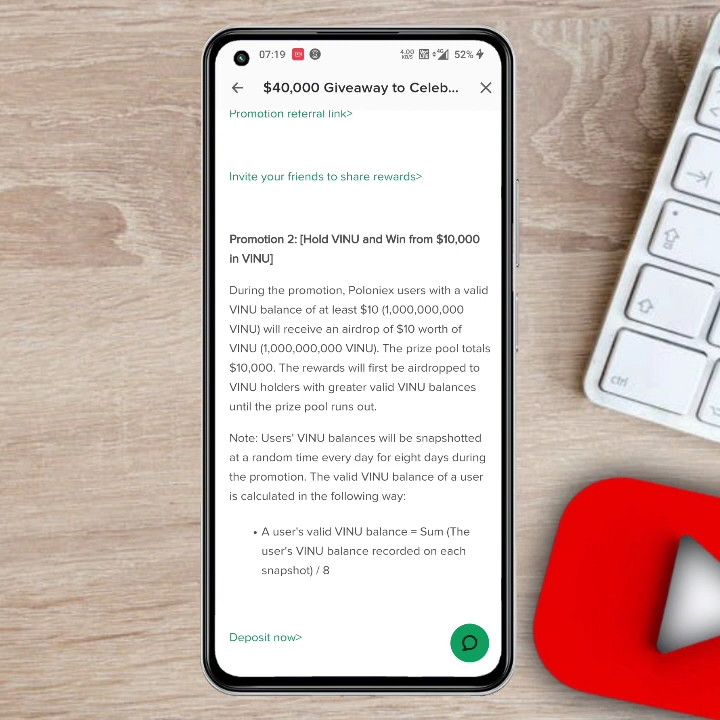 07:19
4.00
KB/S
4G
52%
$40,000 Giveaway to Celeb...
Promotion referral link>
Invite your friends to share rewards>
Promotion 2: [Hold VINU and Win from $10,000
in VINU]
During the promotion, Poloniex users with a valid
VINU balance of at least $10 (1,000,000,000
VINU) will receive an airdrop of $10 worth of
VINU (1,000,000,000 VINU). The prize pool totals
$10,000. The rewards will first be airdropped to
VINU holders with greater valid VINU balances
until the prize pool runs out.
Note: Users' VINU balances will be snapshotted
at a random time every day for eight days during
the promotion. The valid VINU balance of a user
is calculated in the following way:
• A user's valid VINU balance = Sum (The
user's VINU balance recorded on each
snapshot) / 8
Deposit now>
ctrl